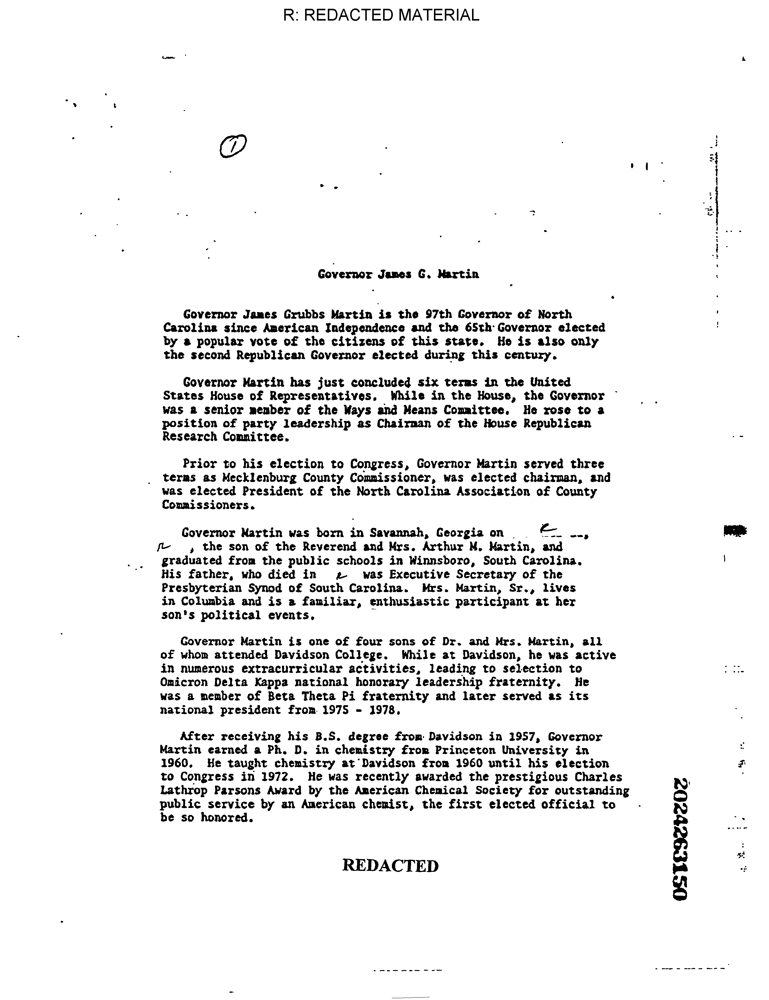 R: REDACTED MATERIAL
1
Governor James G. Martin
Governor James Grubbs Martin is the 97th Governor of North
Carolina since American Independence and the 65th Governor elected
by a popular vote of the citizens of this state. He is also only
the second Republican Governor elected during this century.
Governor Martin has just concluded six terms in the United
States House of Representatives. While in the House, the Governor
was a senior member of the Ways and Means Committee. He rose to a
position of party leadership as Chairman of the House Republican
Research Committee.
Prior to his election to Congress, Governor Martin served three
terms as Mecklenburg County Commissioner, was elected chairman, and
was elected President of the North Carolina Association of County
Commissioners.
Governor Martin was born in Savannah, Georgia on
, the son of the Reverend and Mrs. Arthur M. Martin, and
graduated from the public schools in Winnsboro, South Carolina.
His father, who died in was Executive Secretary of the
Presbyterian Synod of South Carolina. Mrs. Martin, Sr., lives
in Columbia and is a familiar, enthusiastic participant at her
son's political events.
Governor Martin is one of four sons of Dr. and Mrs. Martin, all
of whom attended Davidson College. While at Davidson, he was active
in numerous extracurricular activities, leading to selection to
Omicron Delta Kappa national honorary leadership fraternity. He
was a member of Beta Theta Pi fraternity and later served as its
national president from 1975 - 1978.
After receiving his B.S. degree from Davidson in 1957, Governor
Martin earned a Ph. D. in chemistry from Princeton University in
1960. He taught chemistry at Davidson from 1960 until his election
to Congress in 1972. He was recently awarded the prestigious Charles
Lathrop Parsons Award by the American Chemical Society for outstanding
public service by an American chemist, the first elected official to
be so honored.
REDACTED
2024263150